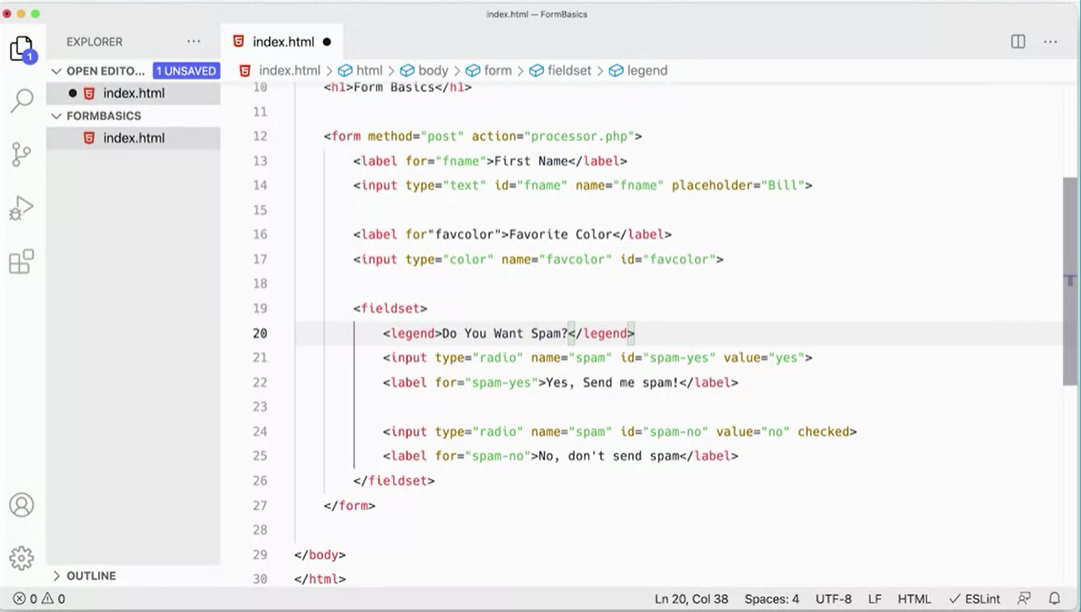 index.html — FormBasics
EXPLORER ...
index.html ●
...
OPEN EDITO... 1 UNSAVED
index.html > html > body > form > fieldset > legend
● index.html
FORMBASICS
index.html
1
10 <h1>Form Basics</h1>
11
12 <form method="post" action="processor.php">
13 <label for="fname">First Name</label>
14 <input type="text" id="fname" name="fname" placeholder="Bill">
15
16 <label for"favcolor">Favorite Color</label>
17 <input type="color" name="favcolor" id="favcolor">
18
19 <fieldset>
20 <legend>Do You Want Spam?</legend>
21 <input type="radio" name="spam" id="spam-yes" value="yes">
22 <label for="spam-yes">Yes, Send me spam!</label>
23
24 <input type="radio" name="spam" id="spam-no" value="no" checked>
25 <label for="spam-no">No, don't send spam</label>
26 </fieldset>
27 </form>
28
29 </body>
30 </html>
OUTLINE
0 0 Ln 20, Col 38 Spaces: 4 UTF-8 LF HTML ✓ ESLint